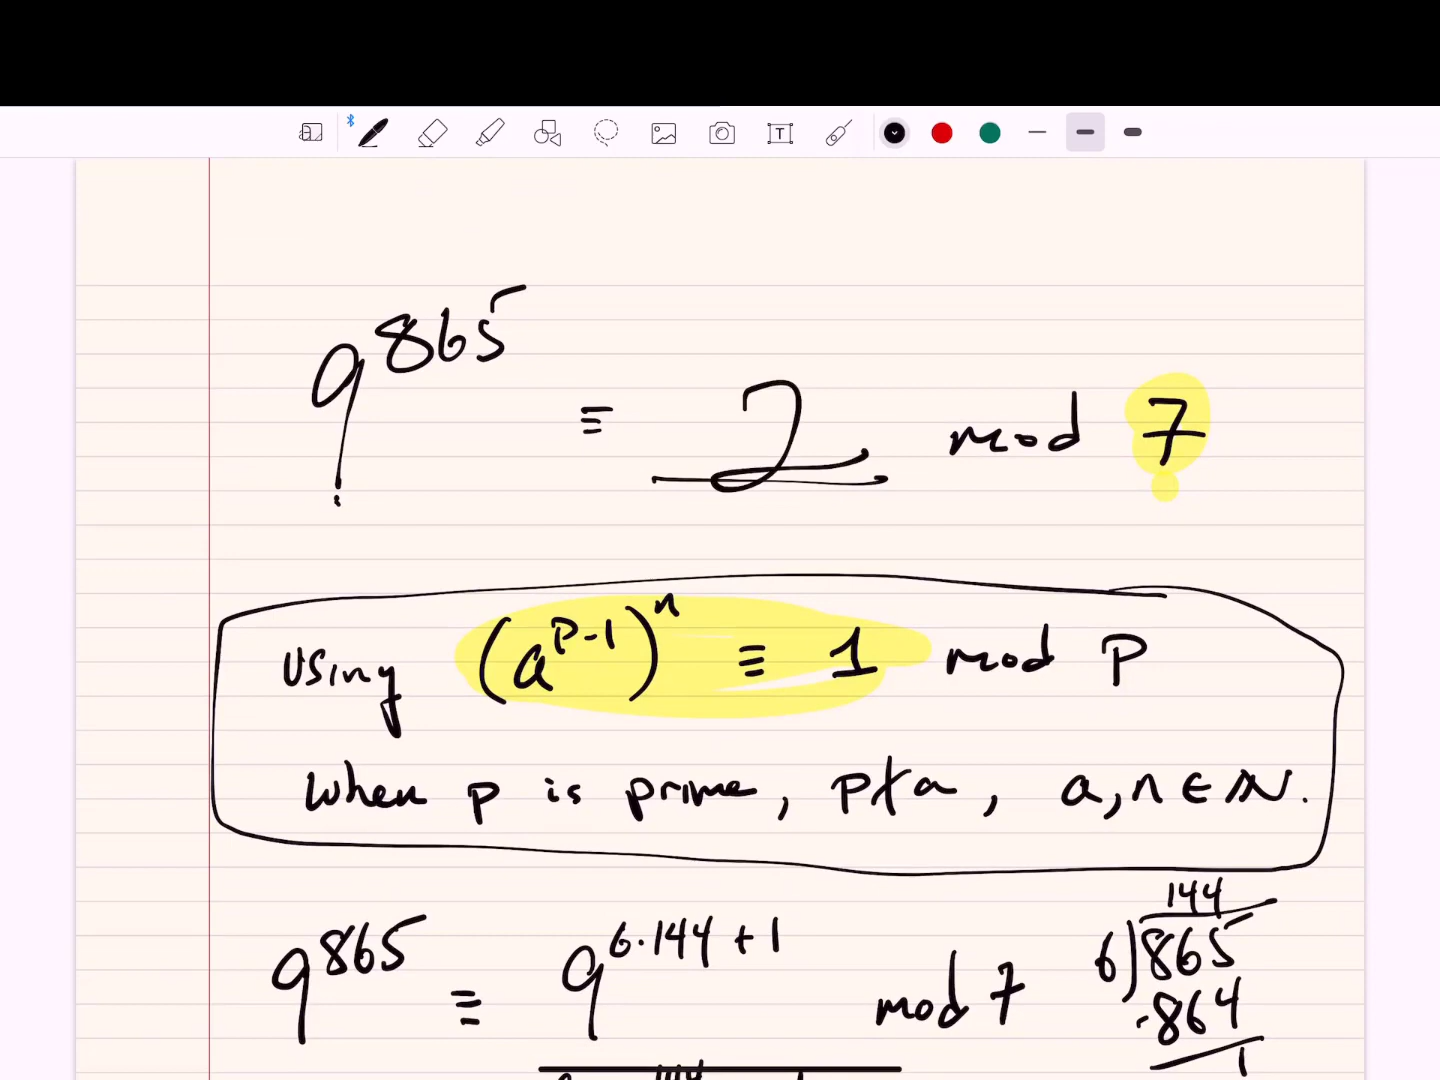 9^865 ≡ 2 mod 7
Using (a^(p-1))^n ≡ 1 mod p
when p is prime, p∤a, a,n ∈ ℕ.
9^865 ≡ 9^(6·144+1) mod 7
144
6)865
-864
1
144